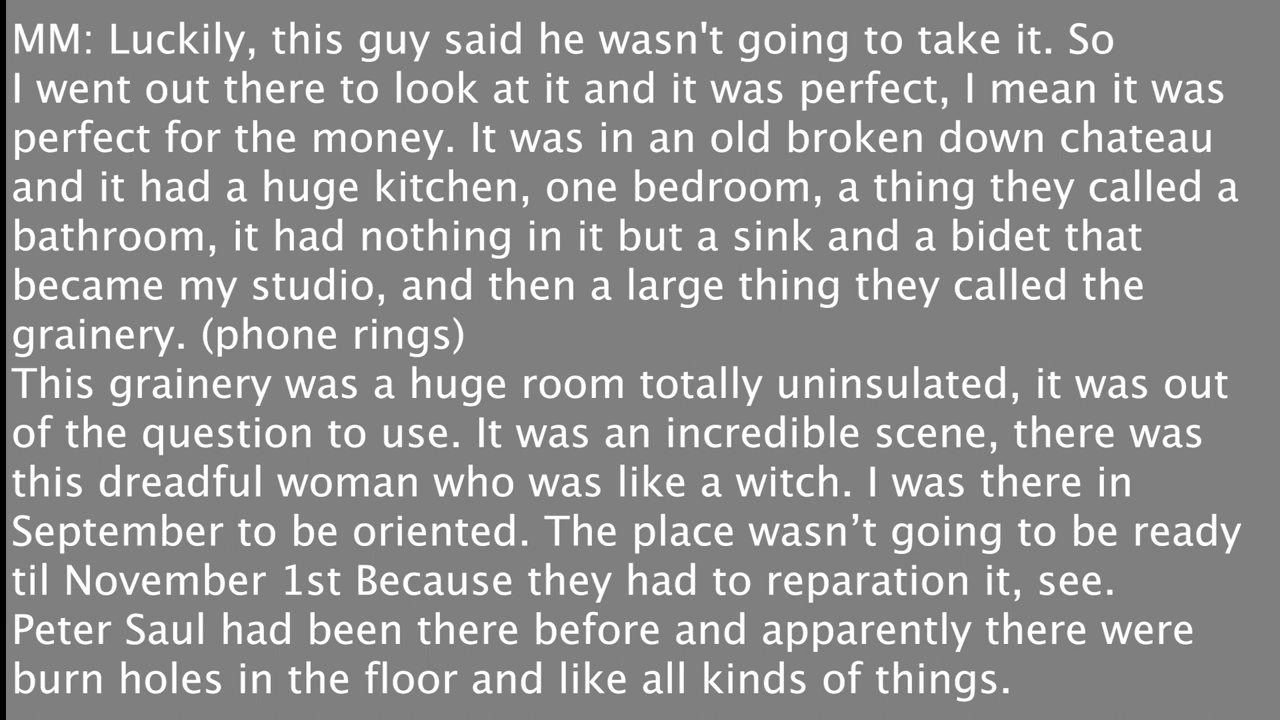 MM: Luckily, this guy said he wasn't going to take it. So
I went out there to look at it and it was perfect, I mean it was
perfect for the money. It was in an old broken down chateau
and it had a huge kitchen, one bedroom, a thing they called a
bathroom, it had nothing in it but a sink and a bidet that
became my studio, and then a large thing they called the
grainery. (phone rings)
This grainery was a huge room totally uninsulated, it was out
of the question to use. It was an incredible scene, there was
this dreadful woman who was like a witch. I was there in
September to be oriented. The place wasn’t going to be ready
til November 1st Because they had to reparation it, see.
Peter Saul had been there before and apparently there were
burn holes in the floor and like all kinds of things.